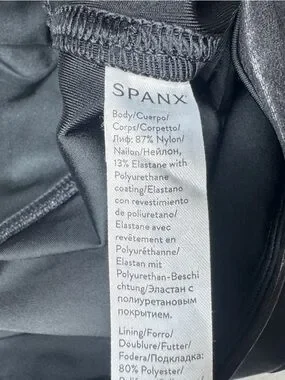 SPANX
Body/Cuerpo/
Corps/Corpetto/
Лиф: 87% Nylon/
Nailon/Нейлон,
13% Elastane with
Polyurethane
coating/Elastano
con revestimiento
de poliuretano/
Elastane avec
revêtement en
Polyuréthanne/
Elastan mit
Polyurethan-Beschi
chtung/Эластан с
полиуретановым
покрытием.
Lining/Forro/
Doublure/Futter/
Fodera/Подкладка:
80% Polyester/